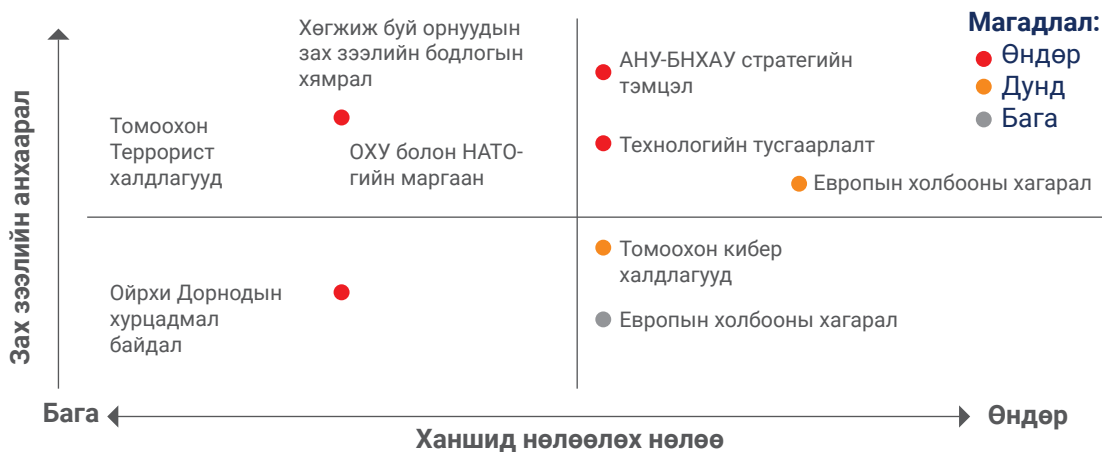 Зах зээлийн анхаарал
Хөгжиж буй орнуудын
зах зээлийн бодлогын
хямрал
Томоохон
Террорист
халдлагууд
ОХУ болон НАТО-
гийн маргаан
АНУ-БНХАУ стратегийн
тэмцэл
Технологийн тусгаарлалт
Европын холбооны хагарал
Магадлал:
Өндөр
Дунд
Бага
Ойрхи Дорнодын
хурцадмал
байдал
Томоохон кибер
халдлагууд
Европын холбооны хагарал
Бага
Өндөр
Ханшид нөлөөлөх нөлөө